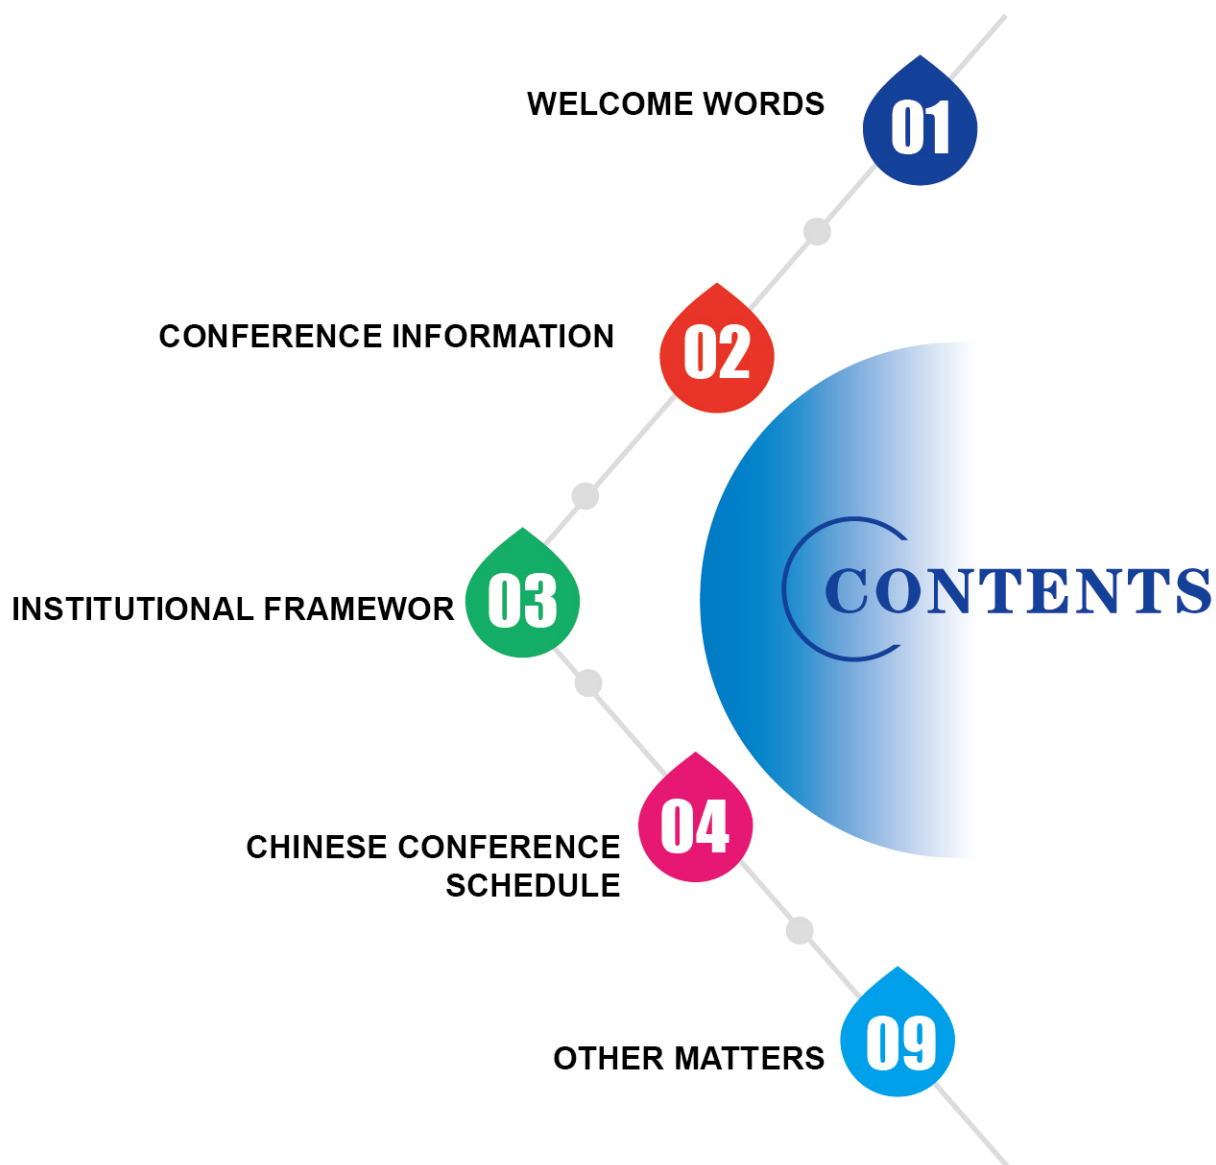 WELCOME WORDS
01
CONFERENCE INFORMATION
02
INSTITUTIONAL FRAMEWOR
03
CONTENTS
CHINESE CONFERENCE
SCHEDULE
04
OTHER MATTERS
09